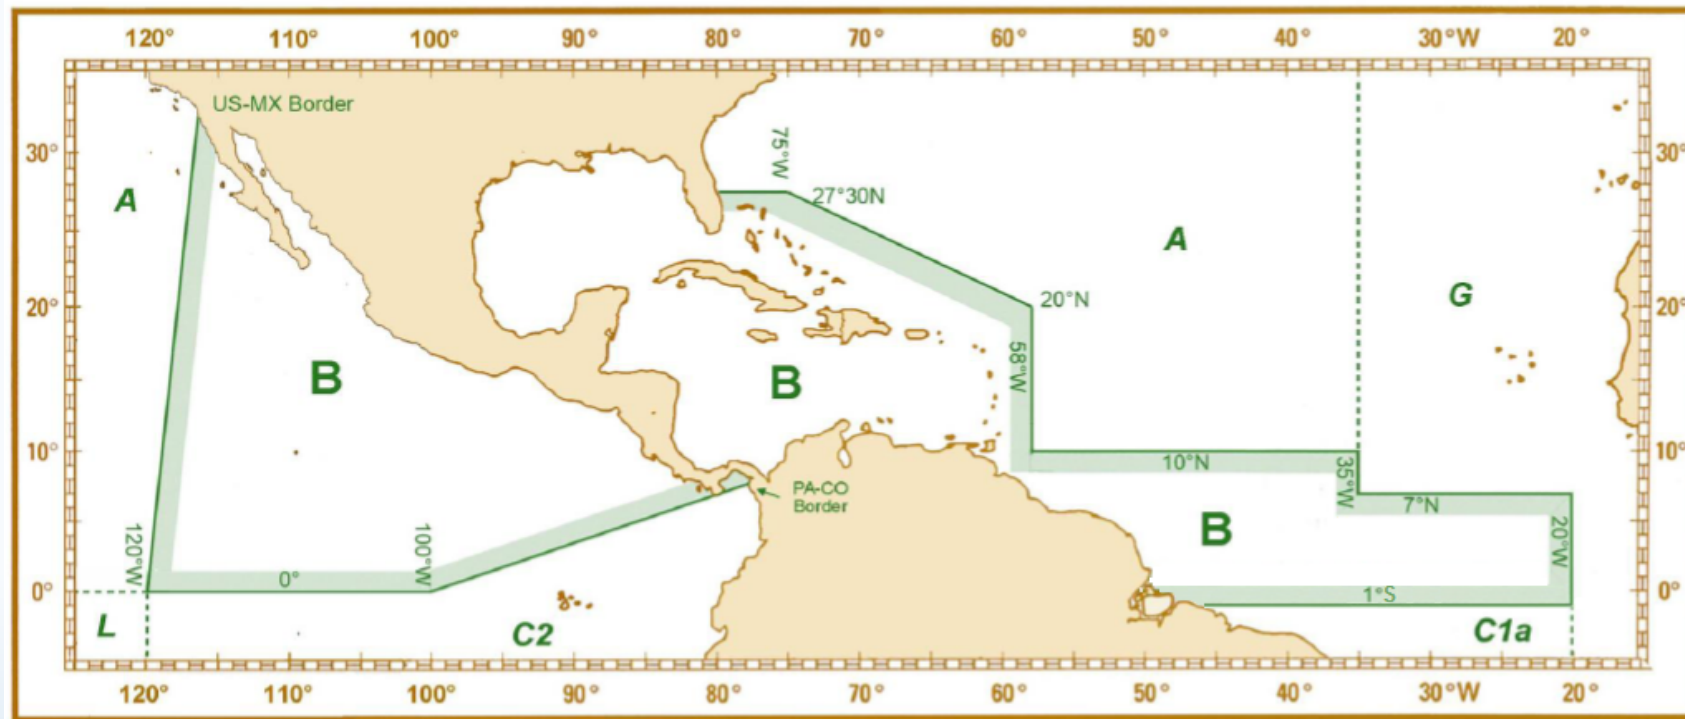 120° 110° 100° 90° 80° 70° 60° 50° 40° 30°W 20°
US-MX Border
75°W
30° 30°
A
27°30N
A
20° 20°N G 20°
58°W
B B
10° 10°
10°N
35°W
PA-CO
Border
7°N
B
120°W 100°W 20°W
0° 0° 0°
1°S
L C2 C1a
120° 110° 100° 90° 80° 70° 60° 50° 40° 30°W 20°